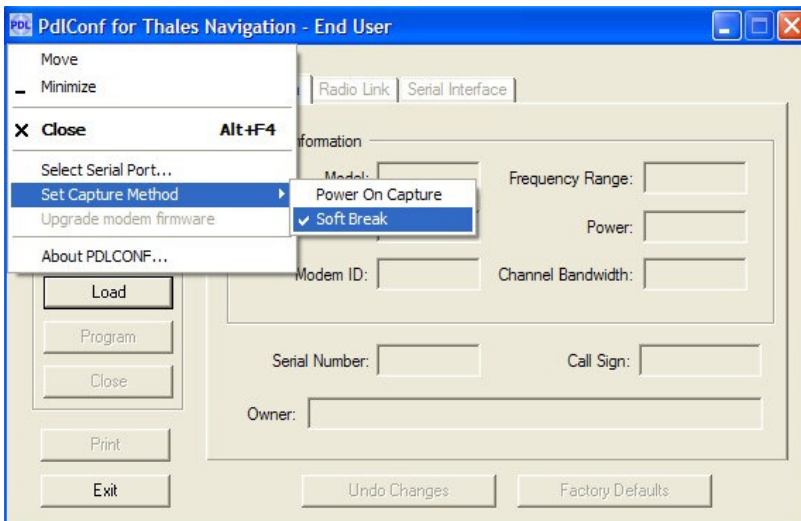 PDL PdlConf for Thales Navigation - End User
Move
Minimize
Close Alt+F4
Select Serial Port...
Set Capture Method
Upgrade modem firmware
About PDLCONF...
Power On Capture
Soft Break
Radio Link Serial Interface
Model: Frequency Range:
Power:
Modem ID: Channel Bandwidth:
Serial Number: Call Sign:
Owner:
Load
Program
Close
Print
Exit
Undo Changes Factory Defaults